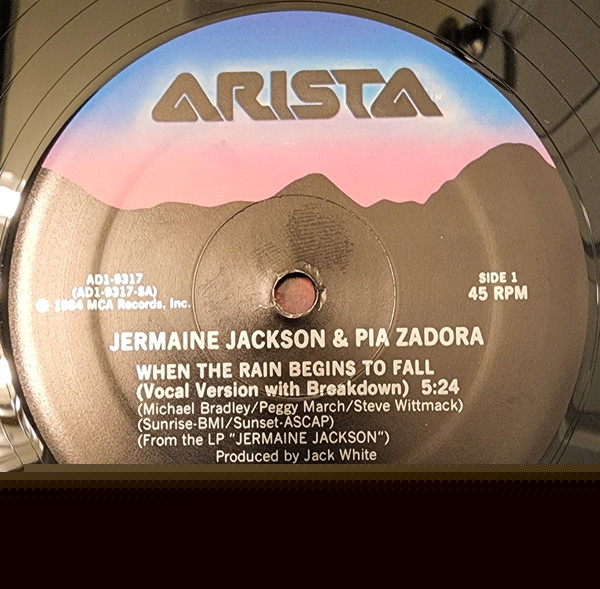 ARISTA
AD1-9317
(AD1-9317-SA)
℗ 1984 MCA Records, Inc.
SIDE 1
45 RPM
JERMAINE JACKSON & PIA ZADORA
WHEN THE RAIN BEGINS TO FALL
(Vocal Version with Breakdown) 5:24
(Michael Bradley/Peggy March/Steve Wittmack)
(Sunrise-BMI/Sunset-ASCAP)
(From the LP "JERMAINE JACKSON")
Produced by Jack White